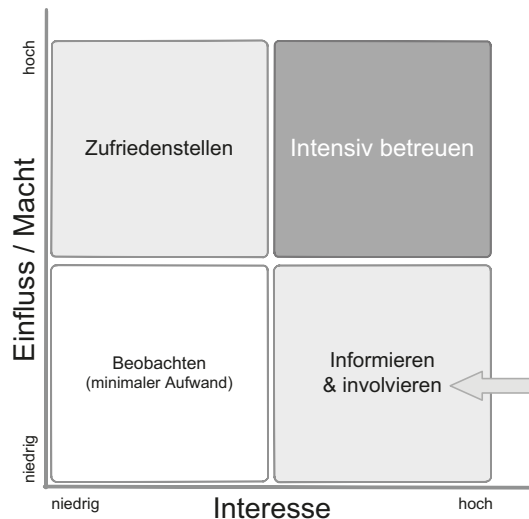 hoch
Zufriedenstellen
Intensiv betreuen
Einfluss / Macht
Beobachten
(minimaler Aufwand)
Informieren
& involvieren
niedrig
niedrig
Interesse
hoch